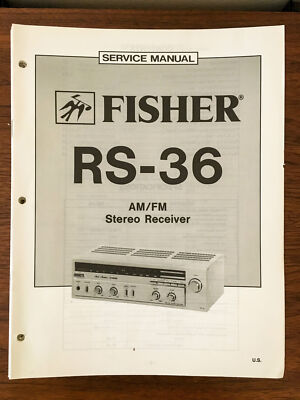 SERVICE MANUAL
FISHER®
RS-36
AM/FM
Stereo Receiver
U.S.